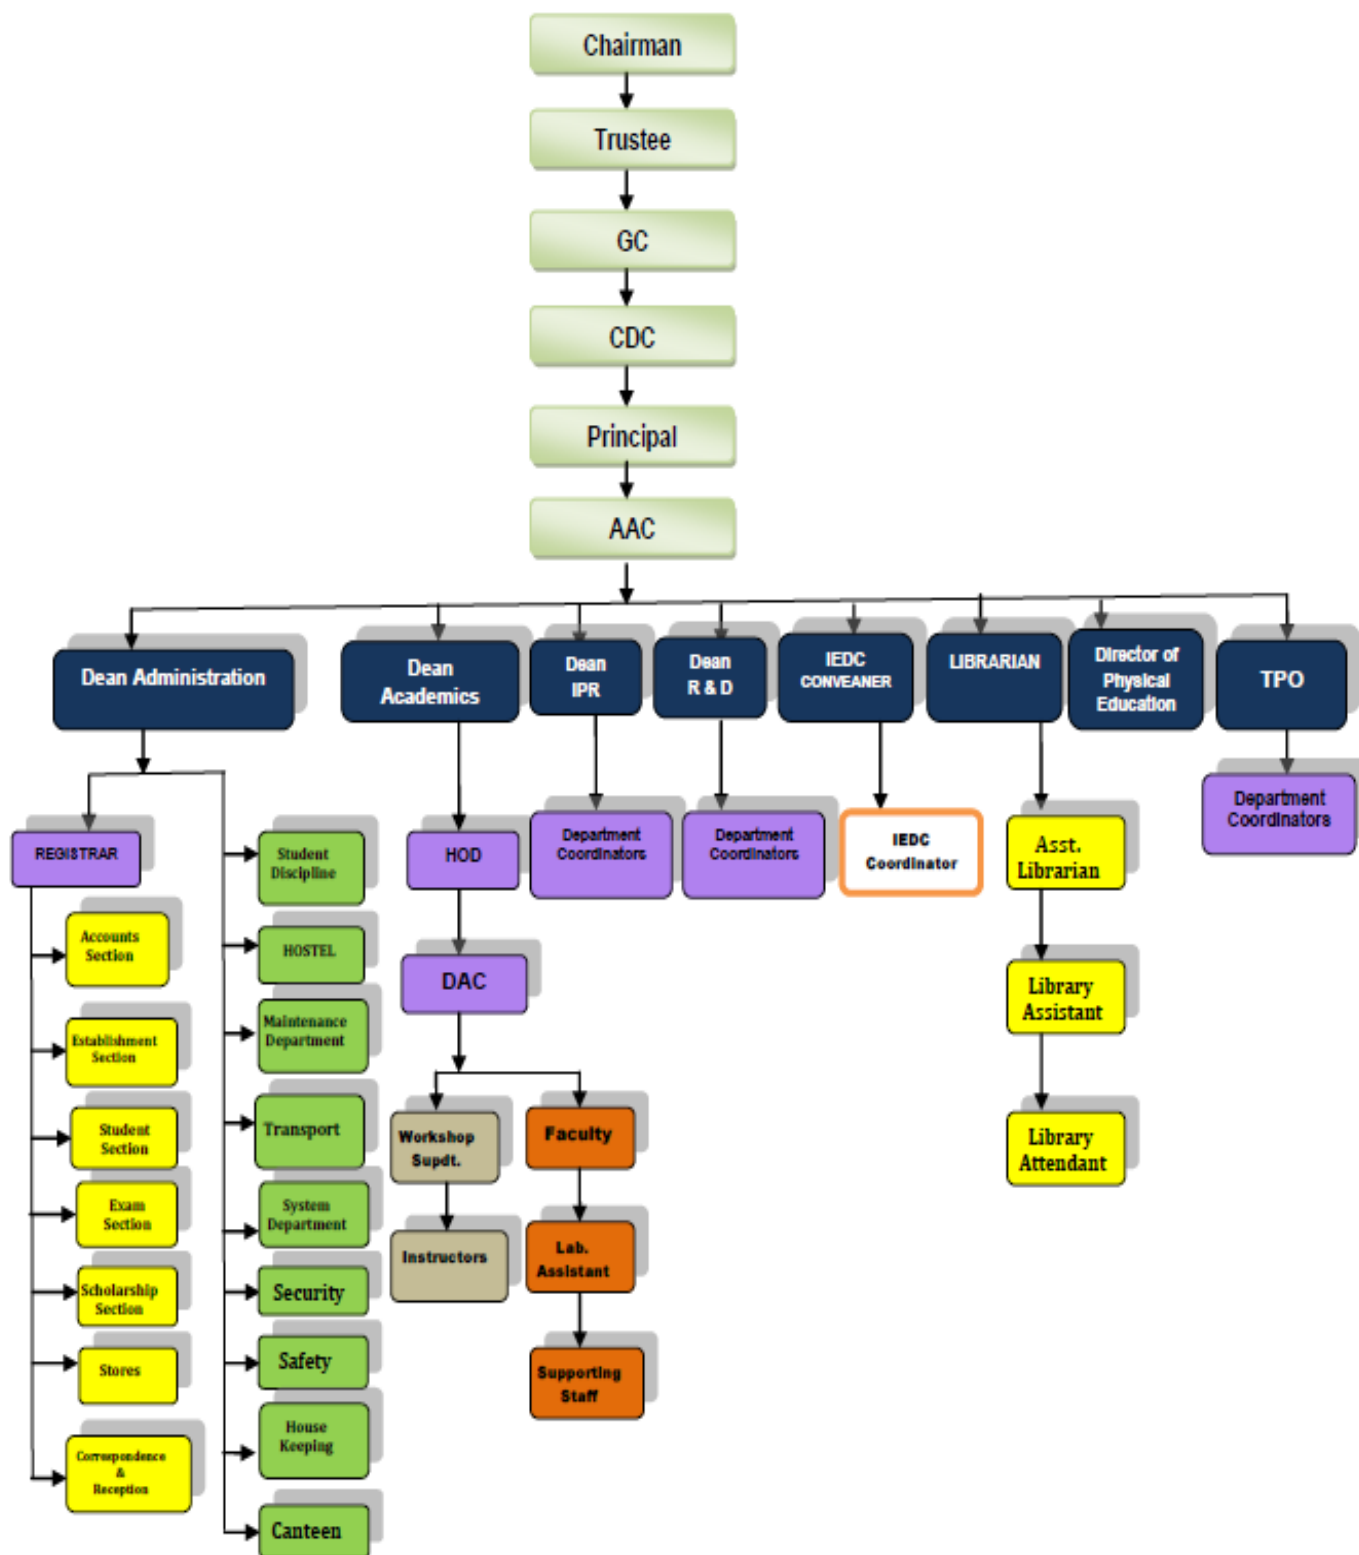 Chairman
Trustee
GC
CDC
Principal
AAC
Dean Administration
Dean
Academics
Dean
IPR
Dean
R & D
IEDC
CONVEANER
LIBRARIAN
Director of
Physical
Education
TPO
REGISTRAR
Accounts
Section
Establishment
Section
Student
Section
Exam
Section
Scholarship
Section
Stores
Correspondence
&
Reception
Student
Discipline
HOSTEL
Maintenance
Department
Transport
System
Department
Security
Safety
House
Keeping
Canteen
HOD
DAC
Workshop
Supdt.
Instructors
Faculty
Lab.
Assistant
Supporting
Staff
Department
Coordinators
Department
Coordinators
IEDC
Coordinator
Asst.
Librarian
Library
Assistant
Library
Attendant
Department
Coordinators